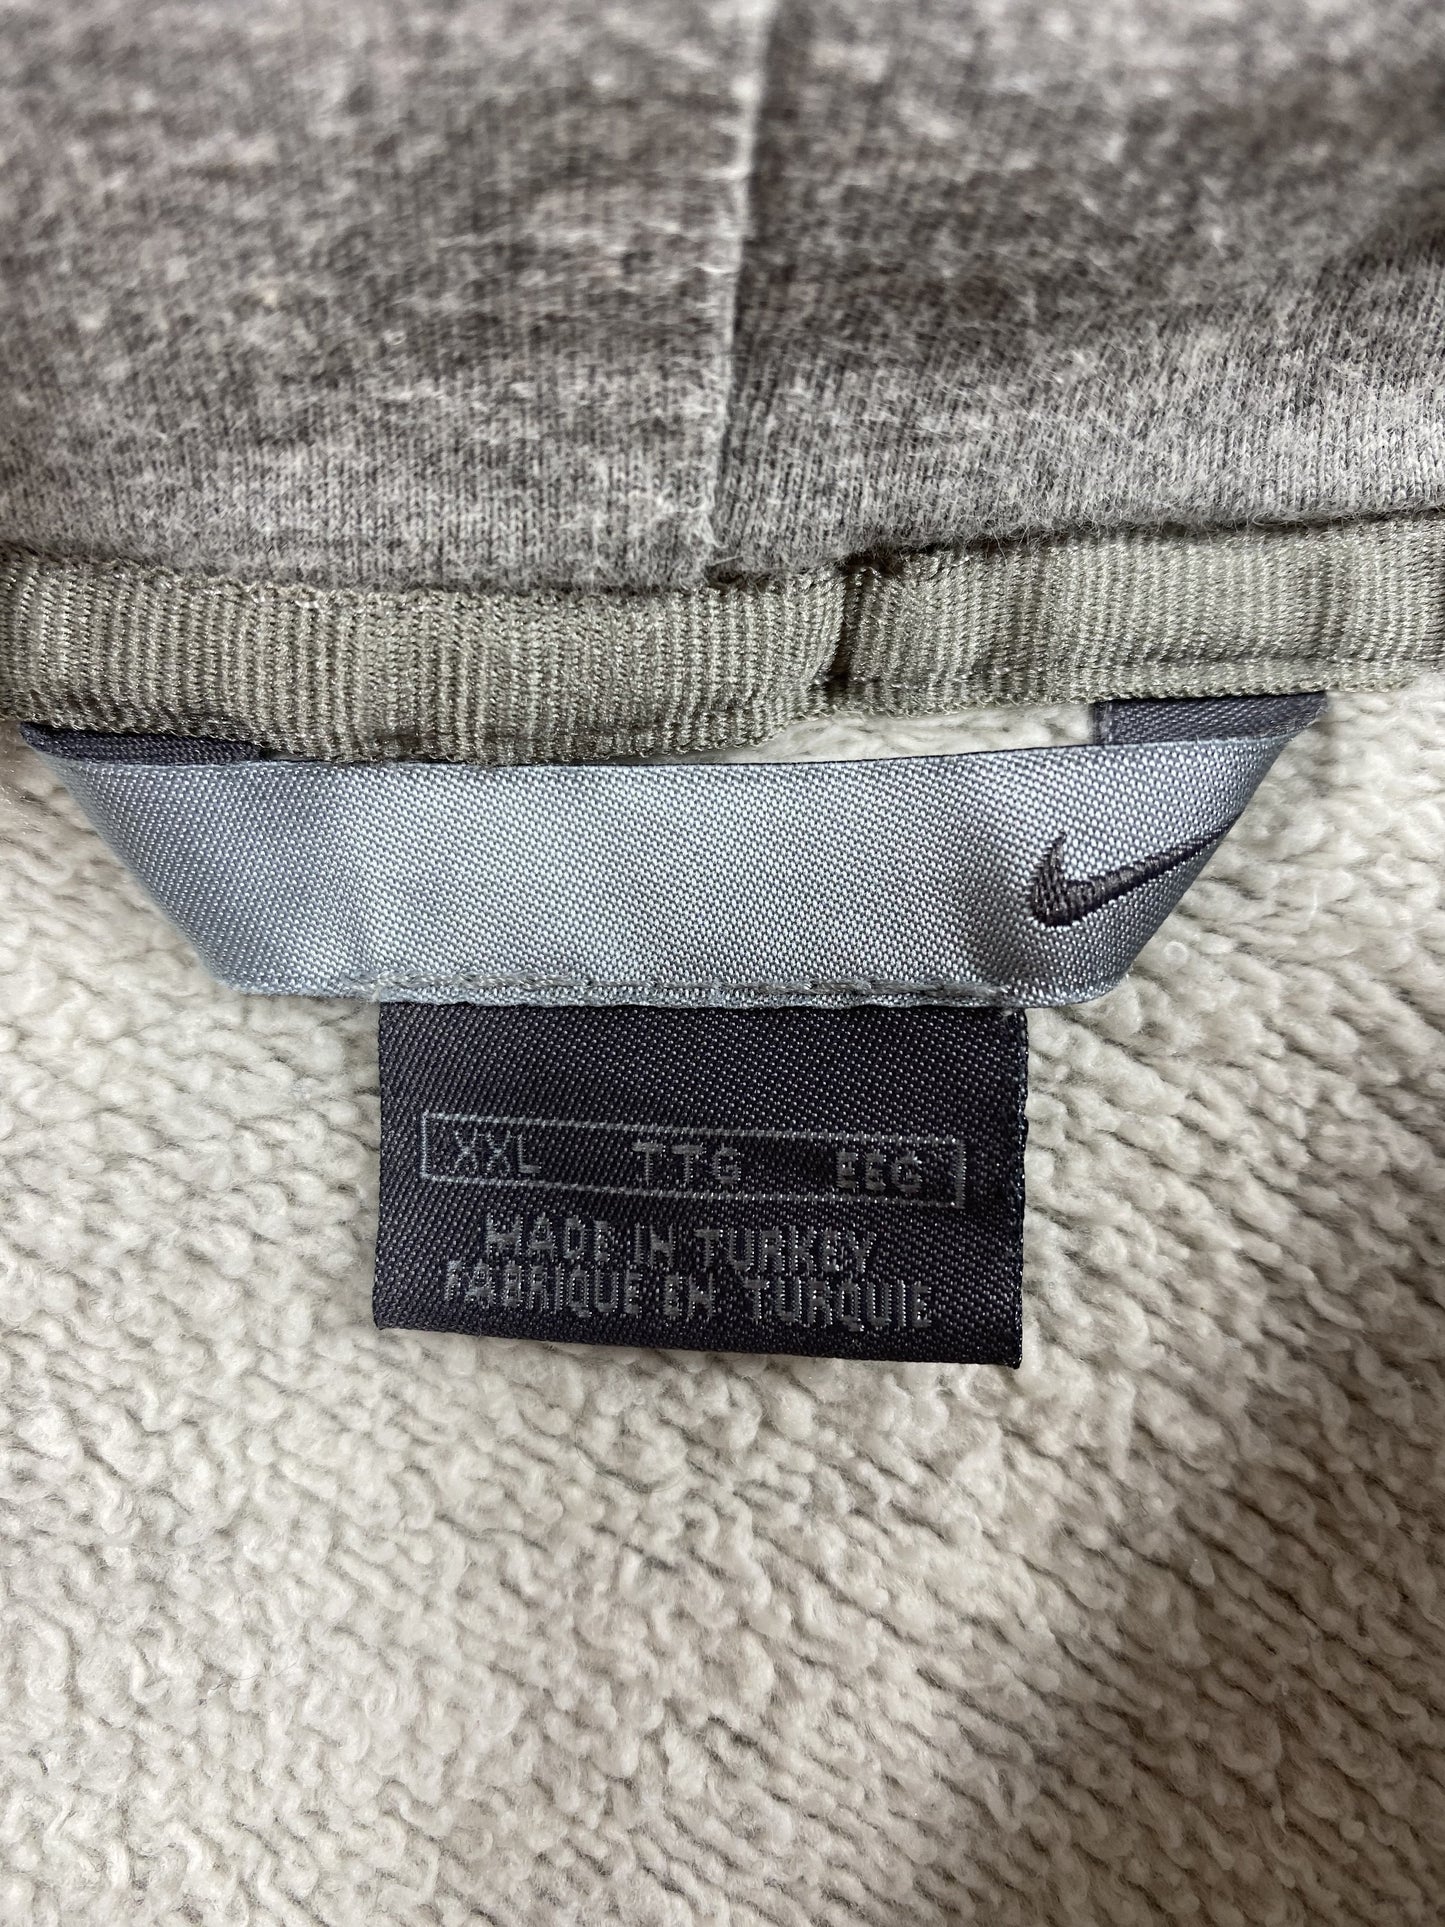 XXL TTG EEG
MADE IN TURKEY
FABRIQUE EN TURQUIE